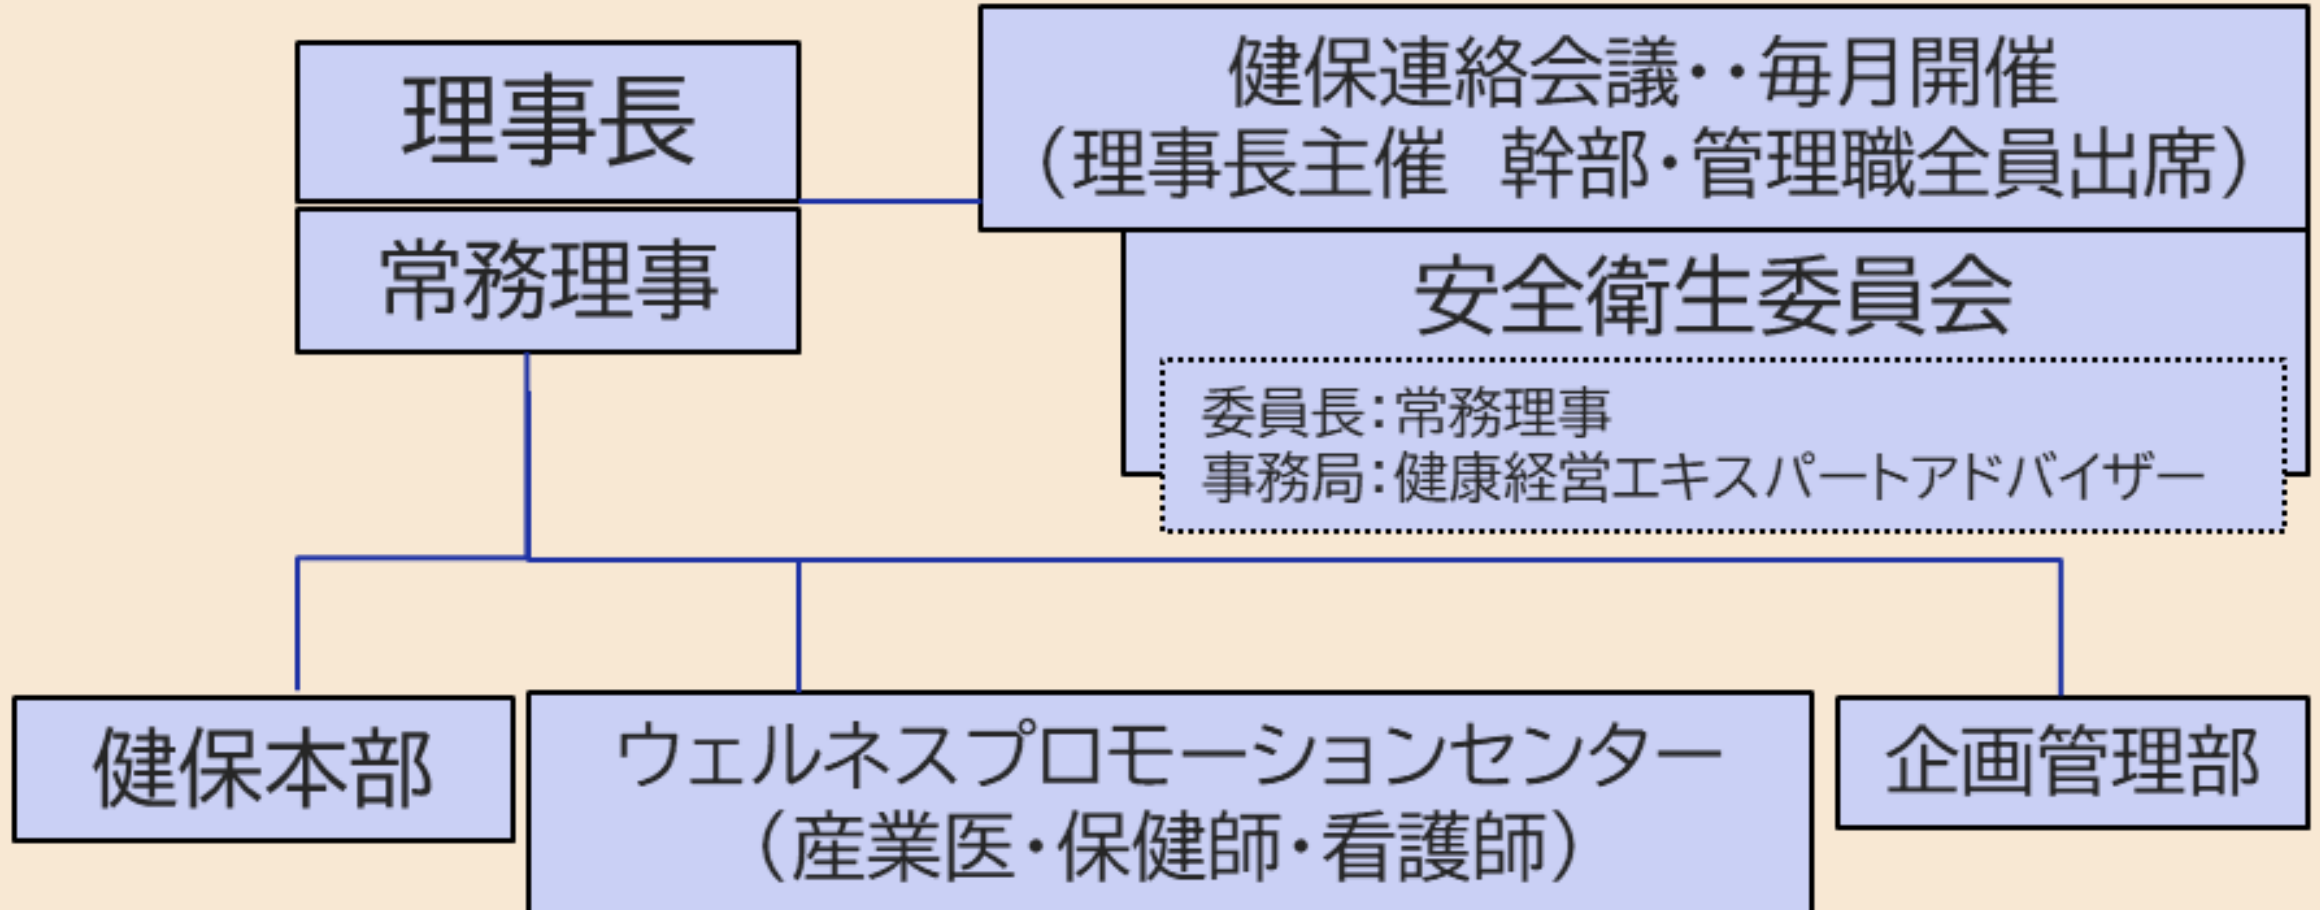 理事長
常務理事
健保連絡会議・・毎月開催
（理事長主催　幹部・管理職全員出席）
安全衛生委員会
委員長：常務理事
事務局：健康経営エキスパートアドバイザー
健保本部
ウェルネスプロモーションセンター
（産業医・保健師・看護師）
企画管理部